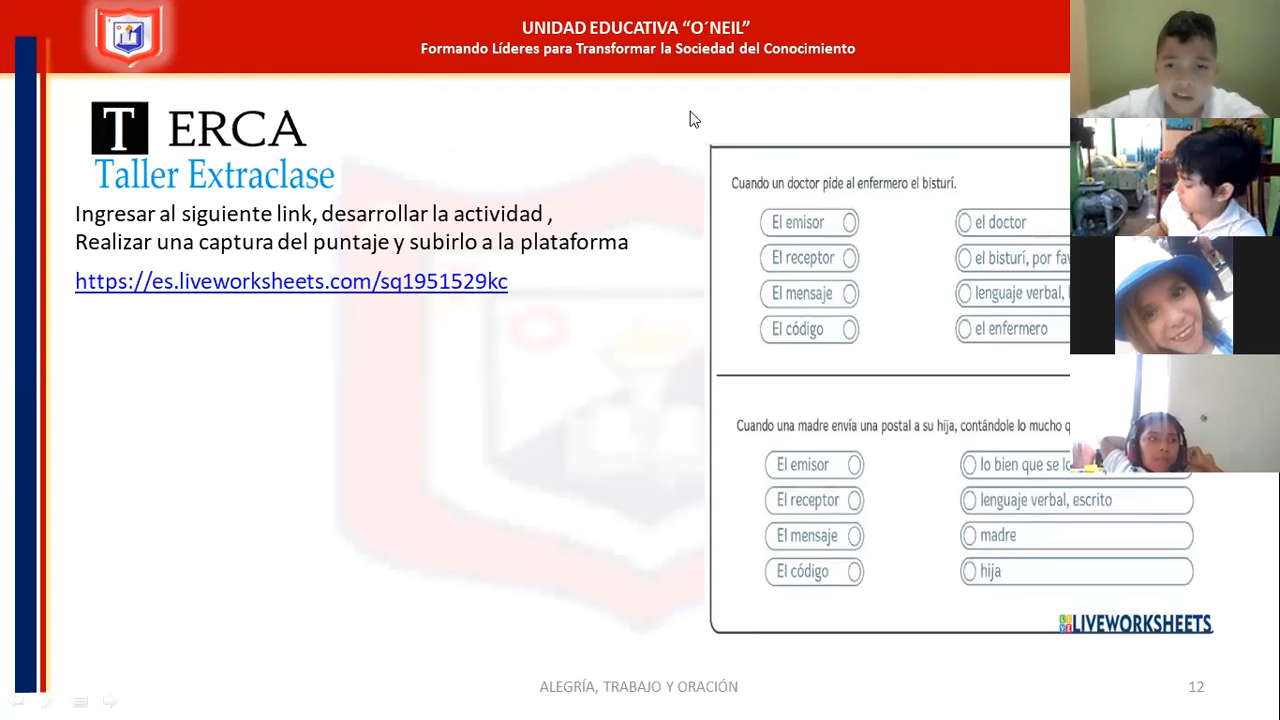 UNIDAD EDUCATIVA “O´NEIL”
Formando Líderes para Transformar la Sociedad del Conocimiento
T ERCA
Taller Extraclase
Ingresar al siguiente link, desarrollar la actividad ,
Realizar una captura del puntaje y subirlo a la plataforma
https://es.liveworksheets.com/sq1951529kc
Cuando un doctor pide al enfermero el bisturí.
El emisor
el doctor
El receptor
el bisturí, por
El mensaje
lenguaje verbal,
El código
el enfermero
Cuando una madre envía una postal a su hija, contándole lo mucho
El emisor
lo bien que se
El receptor
lenguaje verbal, escrito
El mensaje
madre
El código
hija
LIVEWORKSHEETS
ALEGRÍA, TRABAJO Y ORACIÓN
12